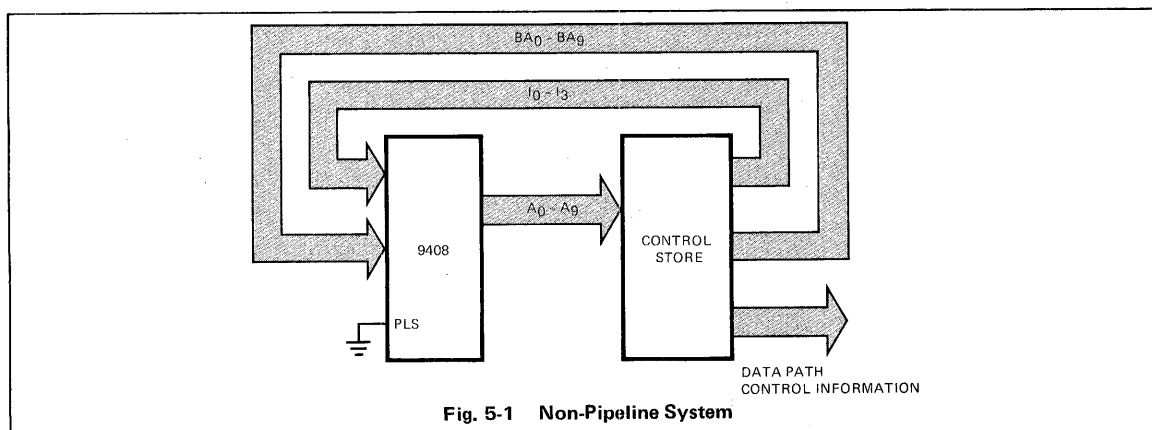 BA0 - BA9
I0 - I3
A0 - A9
9408
CONTROL
STORE
PLS
DATA PATH
CONTROL INFORMATION
Fig. 5-1 Non-Pipeline System